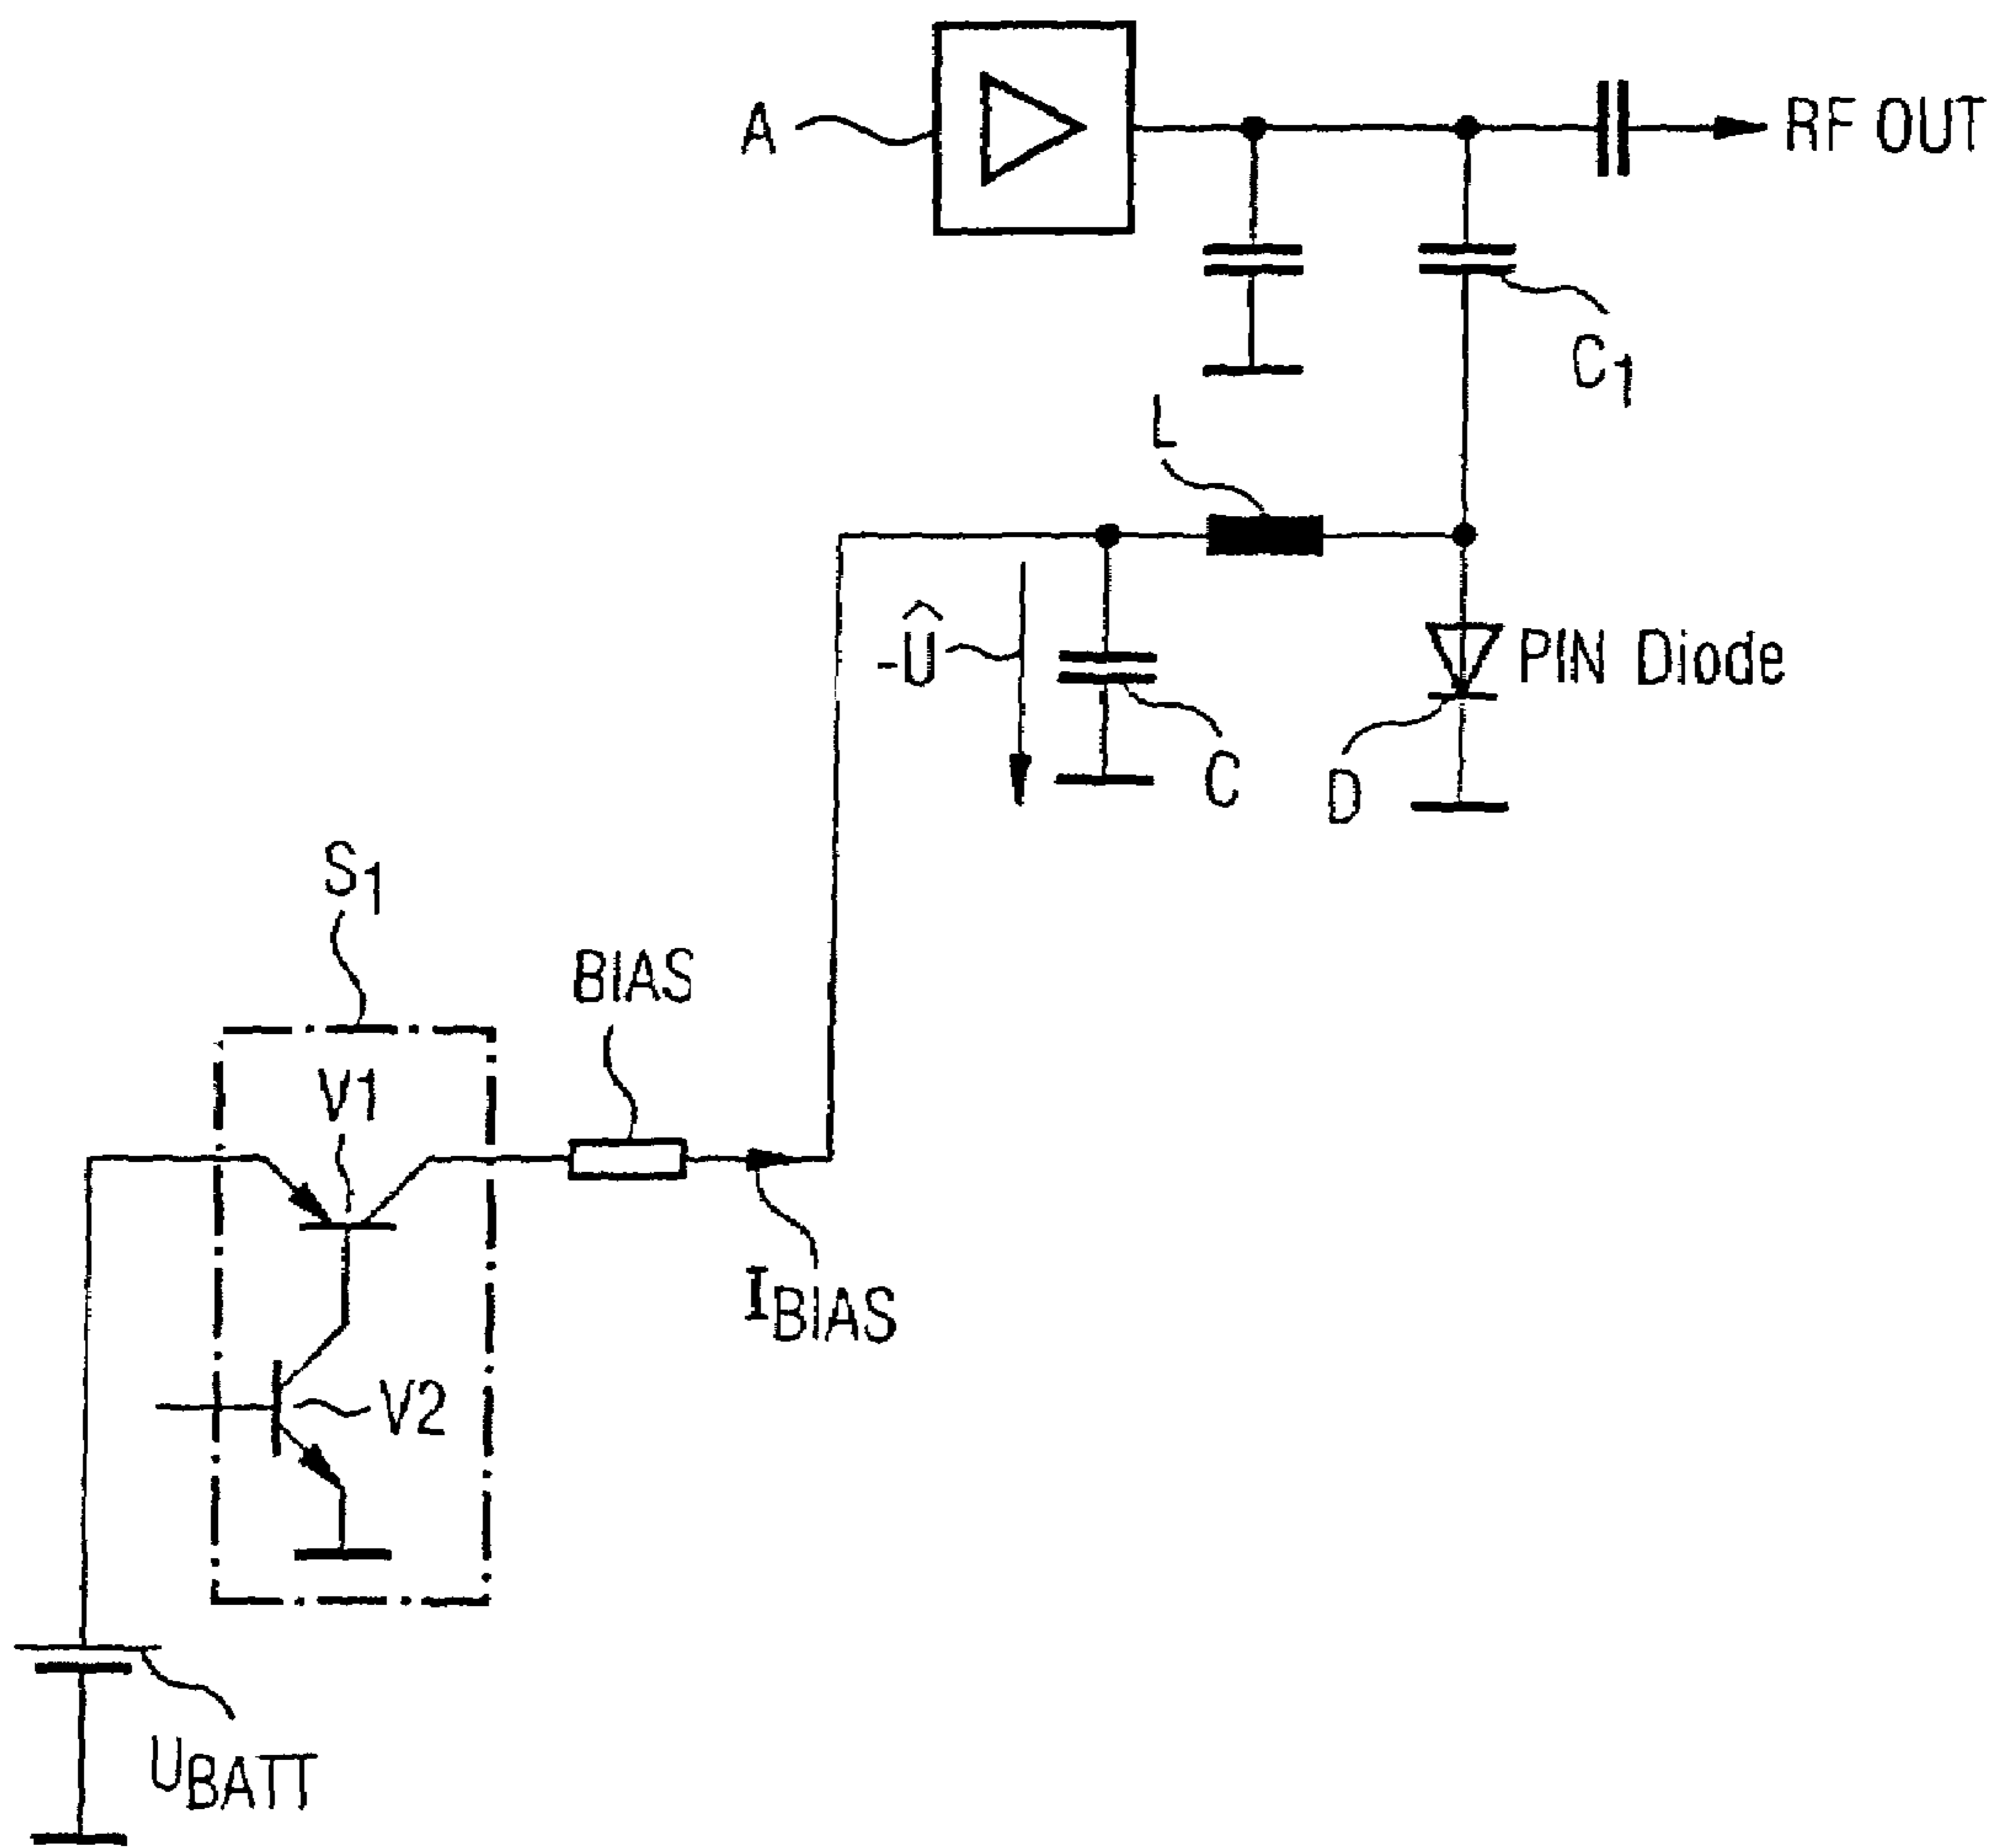 A
RF OUT
C1
L
-Û
PIN Diode
C
D
S1
BIAS
V1
IBIAS
V2
UBATT